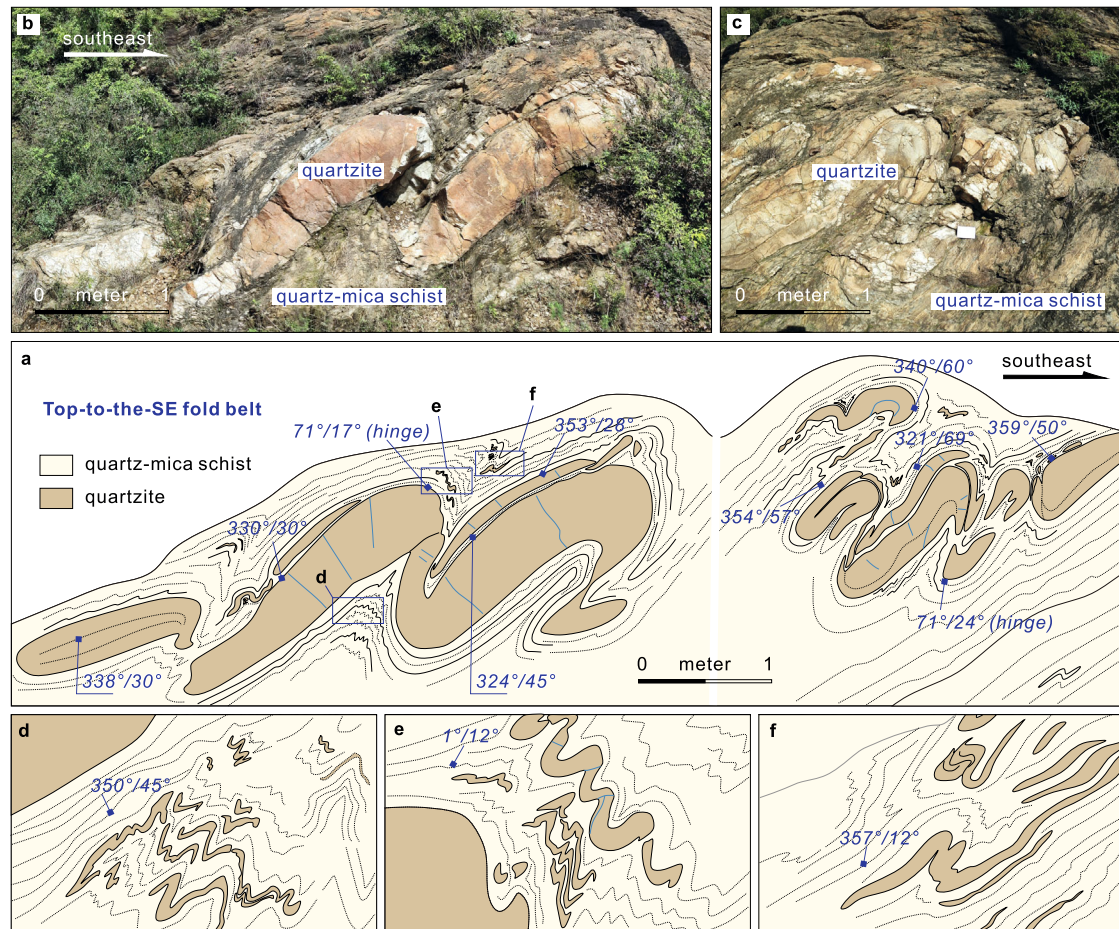 b
southeast
quartzite
0 meter 1
quartz-mica schist
c
quartzite
0 meter 1
quartz-mica schist
a
southeast
Top-to-the-SE fold belt
quartz-mica schist
quartzite
340°/60°
e
f
71°/17° (hinge)
353°/28°
321°/69°
359°/50°
330°/30°
354°/57°
d
71°/24° (hinge)
0 meter 1
338°/30°
324°/45°
d
350°/45°
e
1°/12°
f
357°/12°